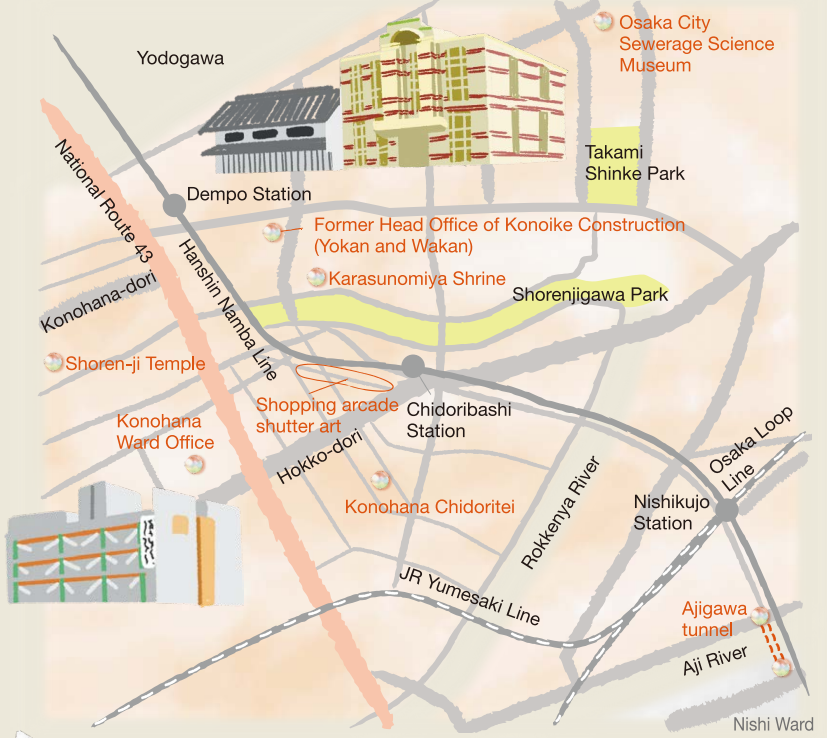 Osaka City
Sewerage Science
Museum
Yodogawa
Takami
Shinke Park
National Route 43
Dempo Station
Former Head Office of Konoike Construction
(Yokan and Wakan)
Hanshin Namba Line
Karasunomiya Shrine
Konohana-dori
Shorenjigawa Park
Shoren-ji Temple
Shopping arcade
shutter art
Chidoribashi
Station
Konohana
Ward Office
Hokko-dori
Osaka Loop
Line
Konohana Chidoritei
Rokkenya River
Nishikujo
Station
JR Yumesaki Line
Ajigawa
tunnel
Aji River
Nishi Ward